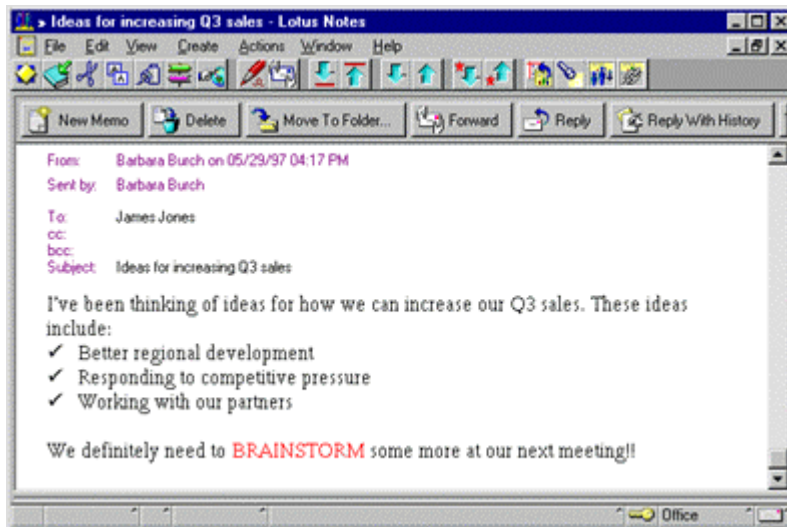 » Ideas for increasing Q3 sales - Lotus Notes
File Edit View Create Actions Window Help
New Memo Delete Move To Folder... Forward Reply Reply With History
From: Barbara Burch on 05/29/97 04:17 PM
Sent by: Barbara Burch
To: James Jones
cc:
bcc:
Subject: Ideas for increasing Q3 sales
I've been thinking of ideas for how we can increase our Q3 sales. These ideas
include:
✓ Better regional development
✓ Responding to competitive pressure
✓ Working with our partners
We definitely need to BRAINSTORM some more at our next meeting!!
Office